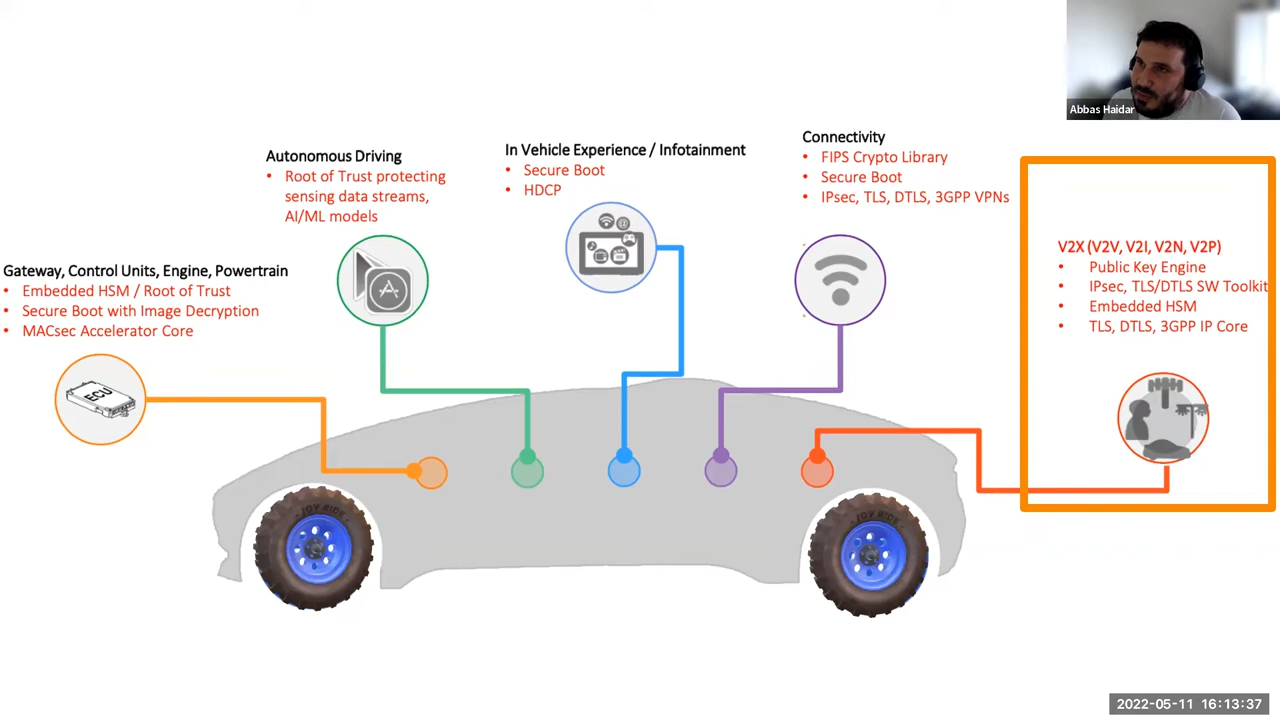 Abbas Haidar
Connectivity
• FIPS Crypto Library
• Secure Boot
• IPsec, TLS, DTLS, 3GPP VPNs
In Vehicle Experience / Infotainment
• Secure Boot
• HDCP
Autonomous Driving
• Root of Trust protecting
sensing data streams,
AI/ML models
Gateway, Control Units, Engine, Powertrain
• Embedded HSM / Root of Trust
• Secure Boot with Image Decryption
• MACsec Accelerator Core
ECU
V2X (V2V, V2I, V2N, V2P)
• Public Key Engine
• IPsec, TLS/DTLS SW Toolkit
• Embedded HSM
• TLS, DTLS, 3GPP IP Core
JOY RIDE
JOY RIDE
2022-05-11 16:13:37